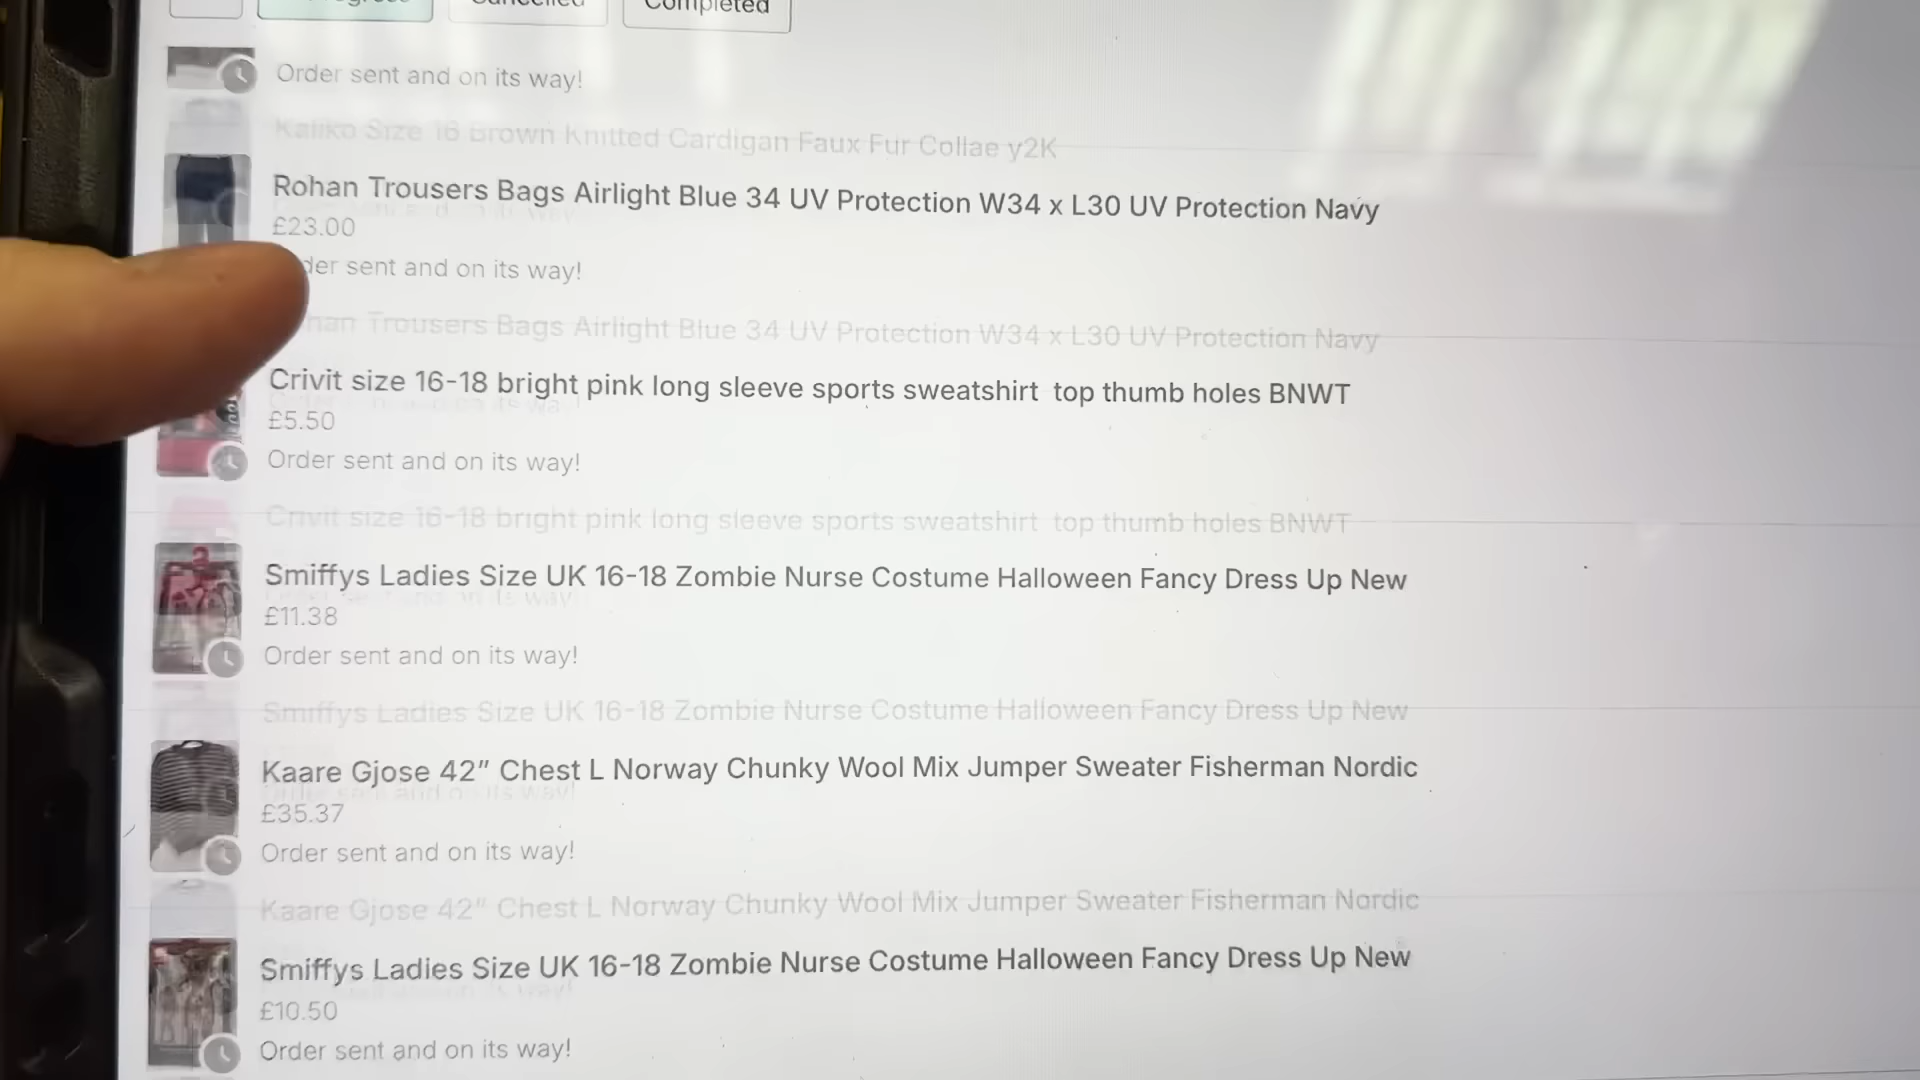 Completed
Order sent and on its way!
Kaliko Size 16 Brown Knitted Cardigan Faux Fur Collae y2K
Rohan Trousers Bags Airlight Blue 34 UV Protection W34 x L30 UV Protection Navy
£23.00
der sent and on its way!
han Trousers Bags Airlight Blue 34 UV Protection W34 x L30 UV Protection Navy
Crivit size 16-18 bright pink long sleeve sports sweatshirt top thumb holes BNWT
£5.50
Order sent and on its way!
Crivit size 16-18 bright pink long sleeve sports sweatshirt top thumb holes BNWT
Smiffys Ladies Size UK 16-18 Zombie Nurse Costume Halloween Fancy Dress Up New
£11.38
Order sent and on its way!
Smiffys Ladies Size UK 16-18 Zombie Nurse Costume Halloween Fancy Dress Up New
Kaare Gjose 42" Chest L Norway Chunky Wool Mix Jumper Sweater Fisherman Nordic
£35.37
Order sent and on its way!
Kaare Gjose 42" Chest L Norway Chunky Wool Mix Jumper Sweater Fisherman Nordic
Smiffys Ladies Size UK 16-18 Zombie Nurse Costume Halloween Fancy Dress Up New
£10.50
Order sent and on its way!